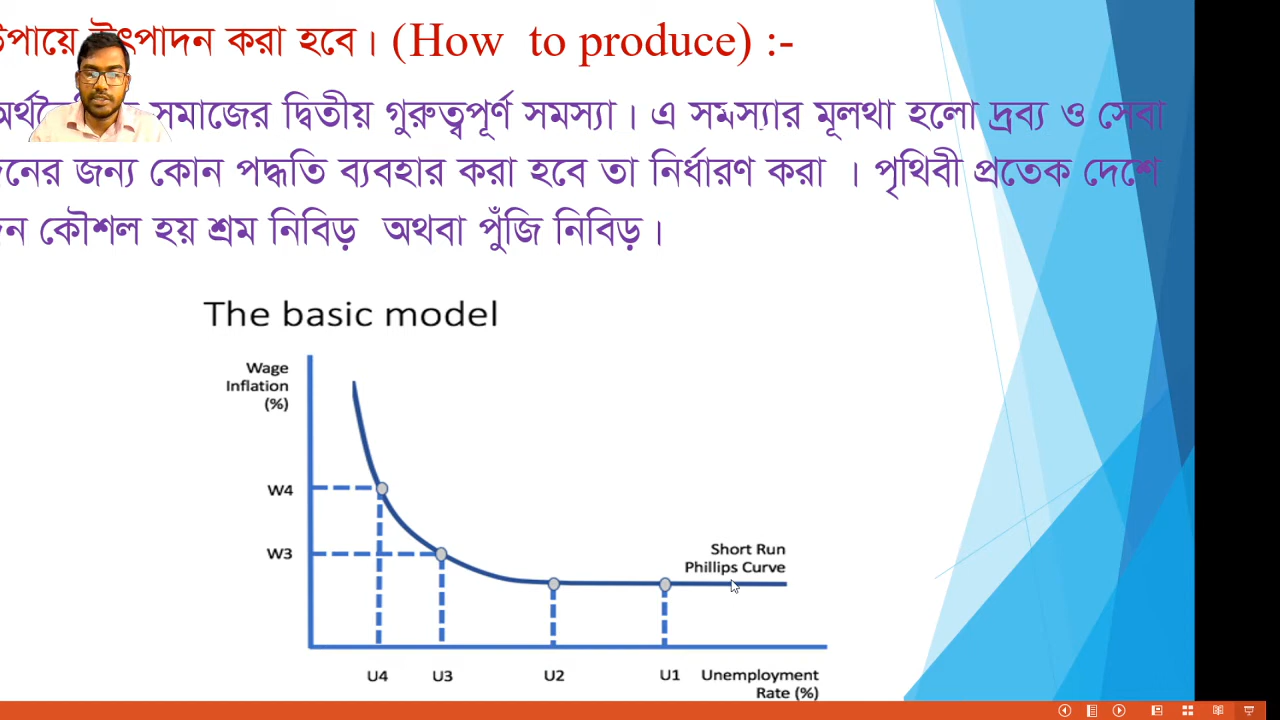 উপায়ে উৎপাদন করা হবে। (How to produce) :-
সমাজের দ্বিতীয় গুরুত্বপূর্ণ সমস্যা। এ সমস্যার মূলথা হলো দ্রব্য ও সেবা
জন্য কোন পদ্ধতি ব্যবহার করা হবে তা নির্ধারণ করা । পৃথিবী প্রতেক দেশে
কৌশল হয় শ্রম নিবিড় অথবা পুঁজি নিবিড়।
The basic model
Wage
Inflation
(%)
W4
W3
Short Run
Phillips Curve
U4 U3 U2 U1 Unemployment
Rate (%)